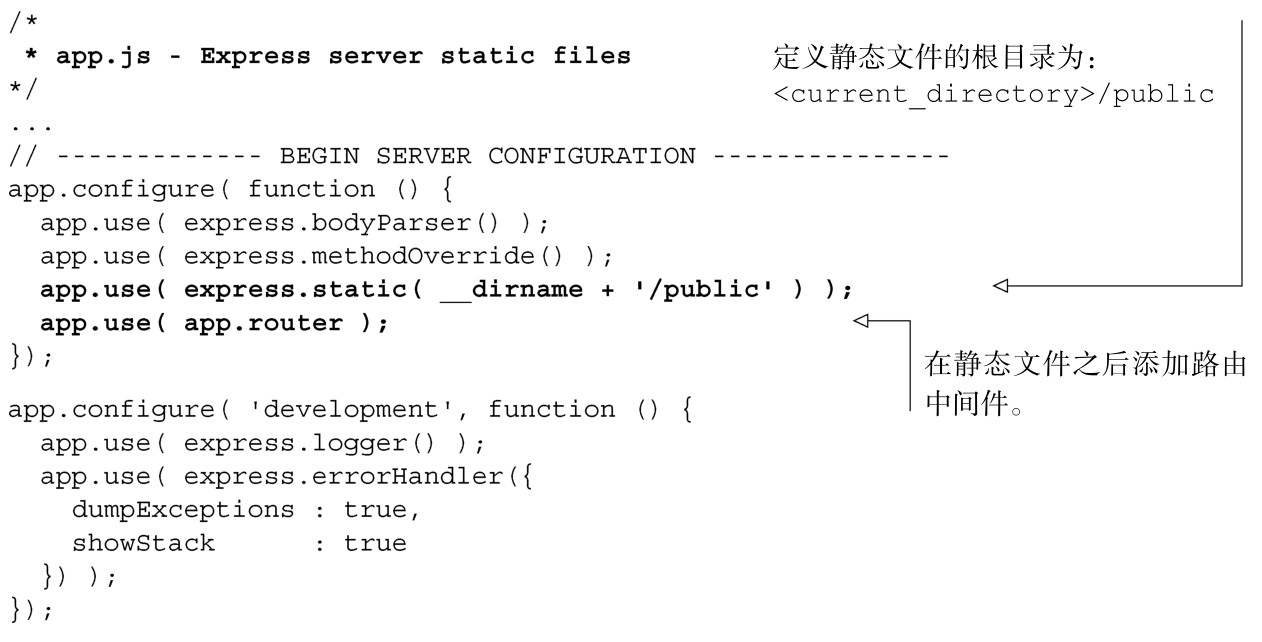 /*
 * app.js - Express server static files
*/
定义静态文件的根目录为：
<current_directory>/public
...
// ------------- BEGIN SERVER CONFIGURATION ---------------
app.configure( function () {
  app.use( express.bodyParser() );
  app.use( express.methodOverride() );
  app.use( express.static( __dirname + '/public' ) );
  app.use( app.router );
});
在静态文件之后添加路由
中间件。
app.configure( 'development', function () {
  app.use( express.logger() );
  app.use( express.errorHandler({
    dumpExceptions : true,
    showStack      : true
  }) );
});